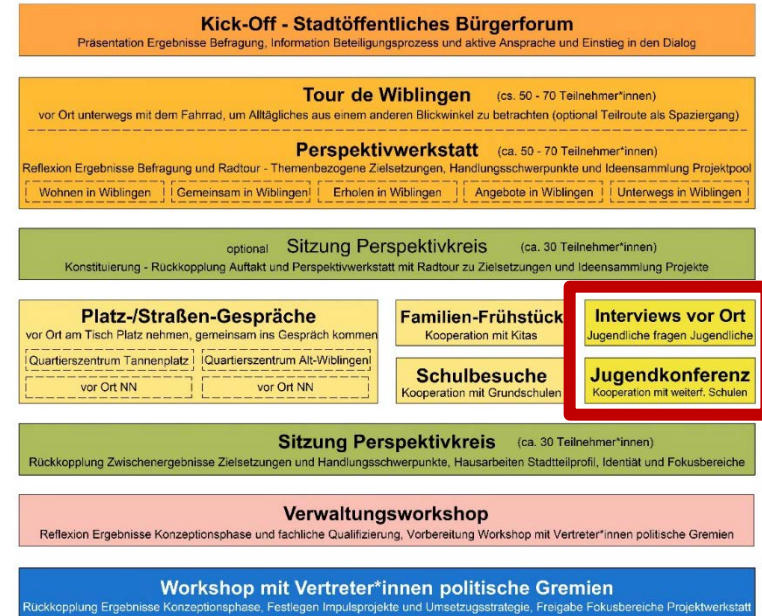 Kick-Off - Stadtöffentliches Bürgerforum
Präsentation Ergebnisse Befragung, Information Beteiligungsprozess und aktive Ansprache und Einstieg in den Dialog
Tour de Wiblingen (cs. 50 - 70 Teilnehmer*innen)
vor Ort unterwegs mit dem Fahrrad, um Alltägliches aus einem anderen Blickwinkel zu betrachten (optional Teilroute als Spaziergang)
Perspektivwerkstatt (ca. 50 - 70 Teilnehmer*innen)
Reflexion Ergebnisse Befragung und Radtour - Themenbezogene Zielsetzungen, Handlungsschwerpunkte und Ideensammlung Projektpool
Wohnen in Wiblingen Gemeinsam in Wiblingen Erholen in Wiblingen Angebote in Wiblingen Unterwegs in Wiblingen
optional Sitzung Perspektivkreis (ca. 30 Teilnehmer*innen)
Konstituierung - Rückkopplung Auftakt und Perspektivwerkstatt mit Radtour zu Zielsetzungen und Ideensammlung Projekte
Platz-/Straßen-Gespräche
vor Ort am Tisch Platz nehmen, gemeinsam ins Gespräch kommen
Quartierszentrum Tannenplatz Quartierszentrum Alt-Wiblingen
vor Ort NN vor Ort NN
Familien-Frühstück
Kooperation mit Kitas
Schulbesuche
Kooperation mit Grundschulen
Interviews vor Ort
Jugendliche fragen Jugendliche
Jugendkonferenz
Kooperation mit weiterf. Schulen
Sitzung Perspektivkreis (ca. 30 Teilnehmer*innen)
Rückkopplung Zwischenergebnisse Zielsetzungen und Handlungsschwerpunkte, Hausarbeiten Stadtteilprofil, Identiät und Fokusbereiche
Verwaltungsworkshop
Reflexion Ergebnisse Konzeptionsphase und fachliche Qualifizierung, Vorbereitung Workshop mit Vertreter*innen politische Gremien
Workshop mit Vertreter*innen politische Gremien
Rückkopplung Ergebnisse Konzeptionsphase, Festlegen Impulsprojekte und Umsetzugsstrategie, Freigabe Fokusbereiche Projektwerkstatt